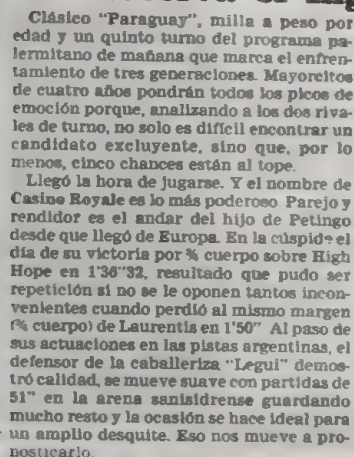 Clásico "Paraguay", milla a peso por
edad y un quinto turno del programa pa-
lermitano de mañana que marca el enfren-
tamiento de tres generaciones. Mayorcitos
de cuatro años pondrán todos los picos de
emoción porque, analizando a los dos riva-
les de turno, no solo es difícil encontrar un
candidato excluyente, sino que, por lo
menos, cinco chances están al tope.
Llegó la hora de jugarse. Y el nombre de
Casino Royale es lo más poderoso. Parejo y
rendidor es el andar del hijo de Petingo
desde que llegó de Europa. En la cúspide el
día de su victoria por ¾ cuerpo sobre High
Hope en 1'36"32, resultado que pudo ser
repetición si no se le oponen tantos incon-
venientes cuando perdió al mismo margen
(¾ cuerpo) de Laurentis en 1'50" Al paso de
sus actuaciones en las pistas argentinas, el
defensor de la caballeriza "Legui" demos-
tró calidad, se mueve suave con partidas de
51" en la arena sanisidrense guardando
mucho resto y la ocasión se hace ideal para
un amplio desquite. Eso nos mueve a pro-
nosticarlo.